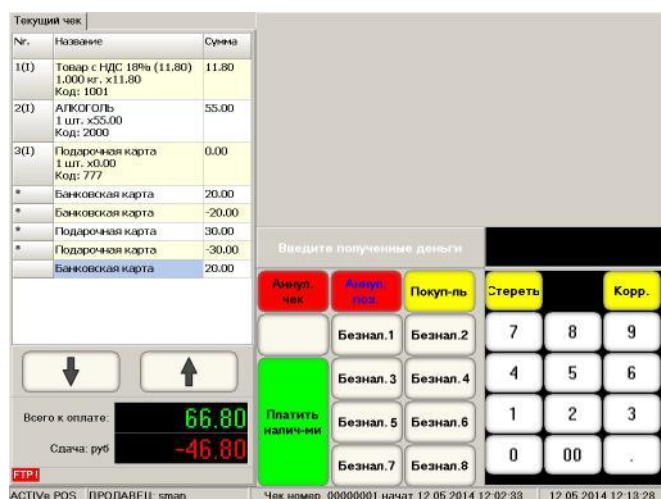 Текущий чек
Nr. Название Сумма
1(I) Товар с НДС 18% (11.80) 11.80
1.000 кг. x11.80
Код: 1001
2(I) АЛКОГОЛЬ 55.00
1 шт. x55.00
Код: 2000
3(I) Подарочная карта 0.00
1 шт. x0.00
Код: 777
* Банковская карта 20.00
* Банковская карта -20.00
* Подарочная карта 30.00
* Подарочная карта -30.00
Банковская карта 20.00
Всего к оплате: 66.80
Сдача: руб -46.80
FTP!
Введите полученные деньги
Аннул. чек Аннул. поз. Покуп-ль
Безнал.1 Безнал.2
Безнал. 3 Безнал. 4
Платить налич-ми
Безнал. 5 Безнал.6
Безнал.7 Безнал.8
Стереть Корр.
7 8 9
4 5 6
1 2 3
0 00 .
ACTIVe POS ПРОДАВЕЦ: sman Чек номер 00000001 начат 12.05.2014 12:02:33 12.05.2014 12:13:28